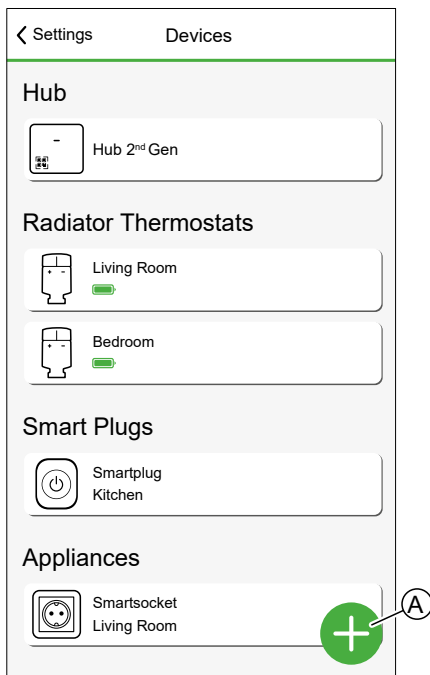 Settings
Devices
Hub
Hub 2nd Gen
Radiator Thermostats
Living Room
Bedroom
Smart Plugs
Smartplug
Kitchen
Appliances
Smartsocket
Living Room
A